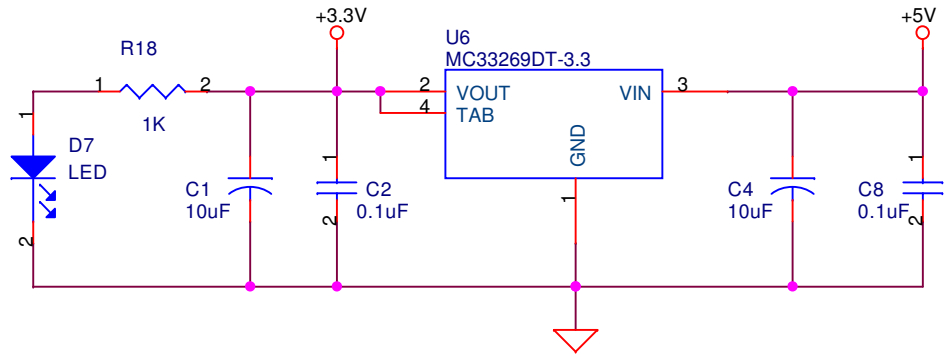 +3.3V
+5V
U6
MC33269DT-3.3
R18
1
2
1K
2
4
VOUT
TAB
VIN
3
GND
1
1
D7
LED
2
C1
10uF
1
C2
0.1uF
2
C4
10uF
1
C8
0.1uF
2